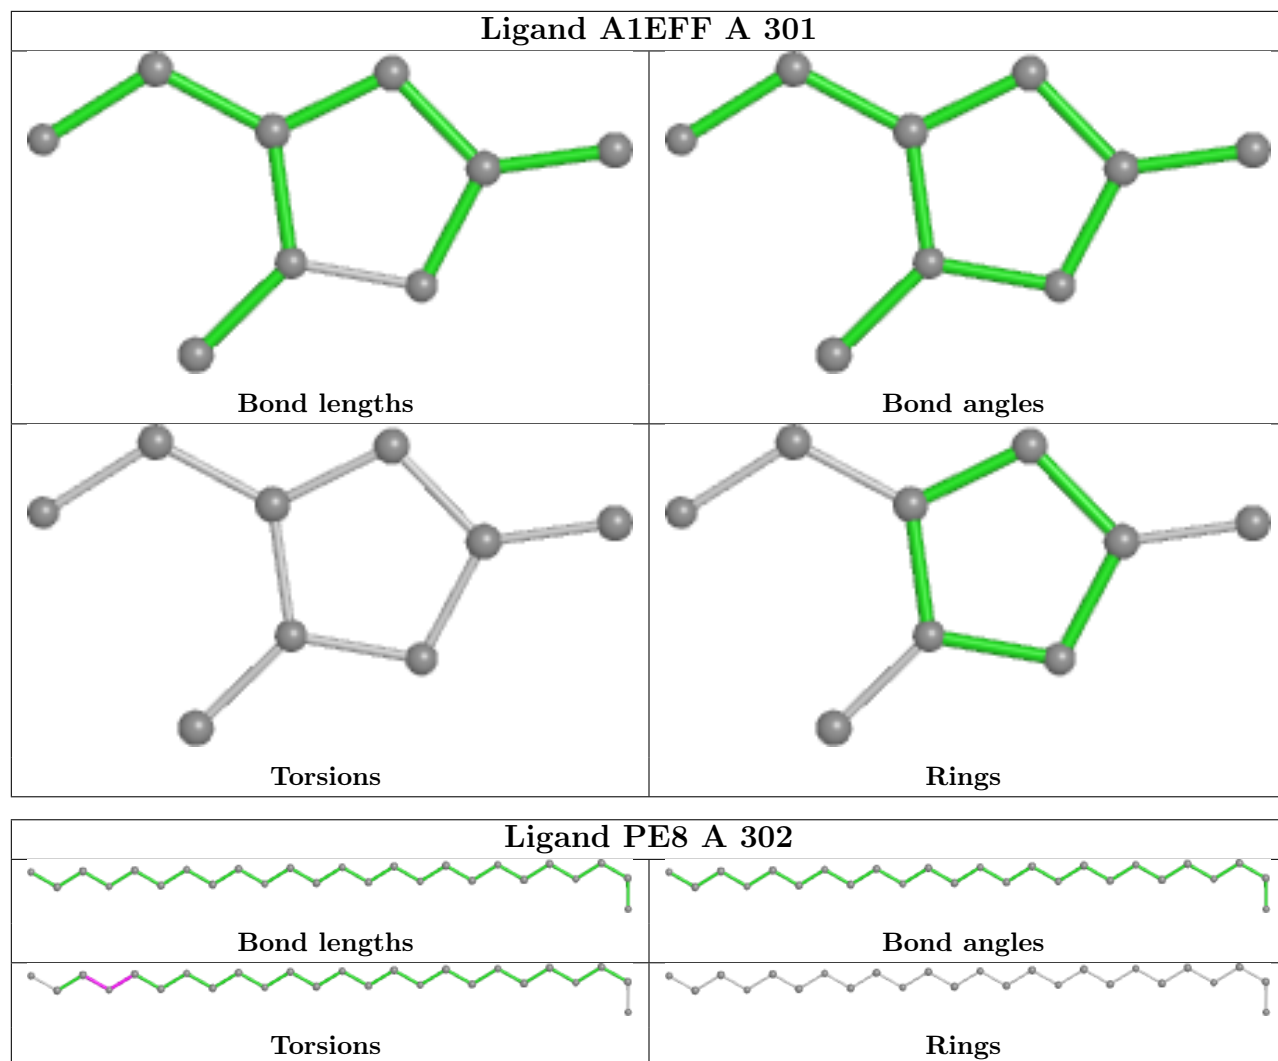 Ligand A1EFF A 301
Bond lengths
Bond angles
Torsions
Rings
Ligand PE8 A 302
Bond lengths
Bond angles
Torsions
Rings